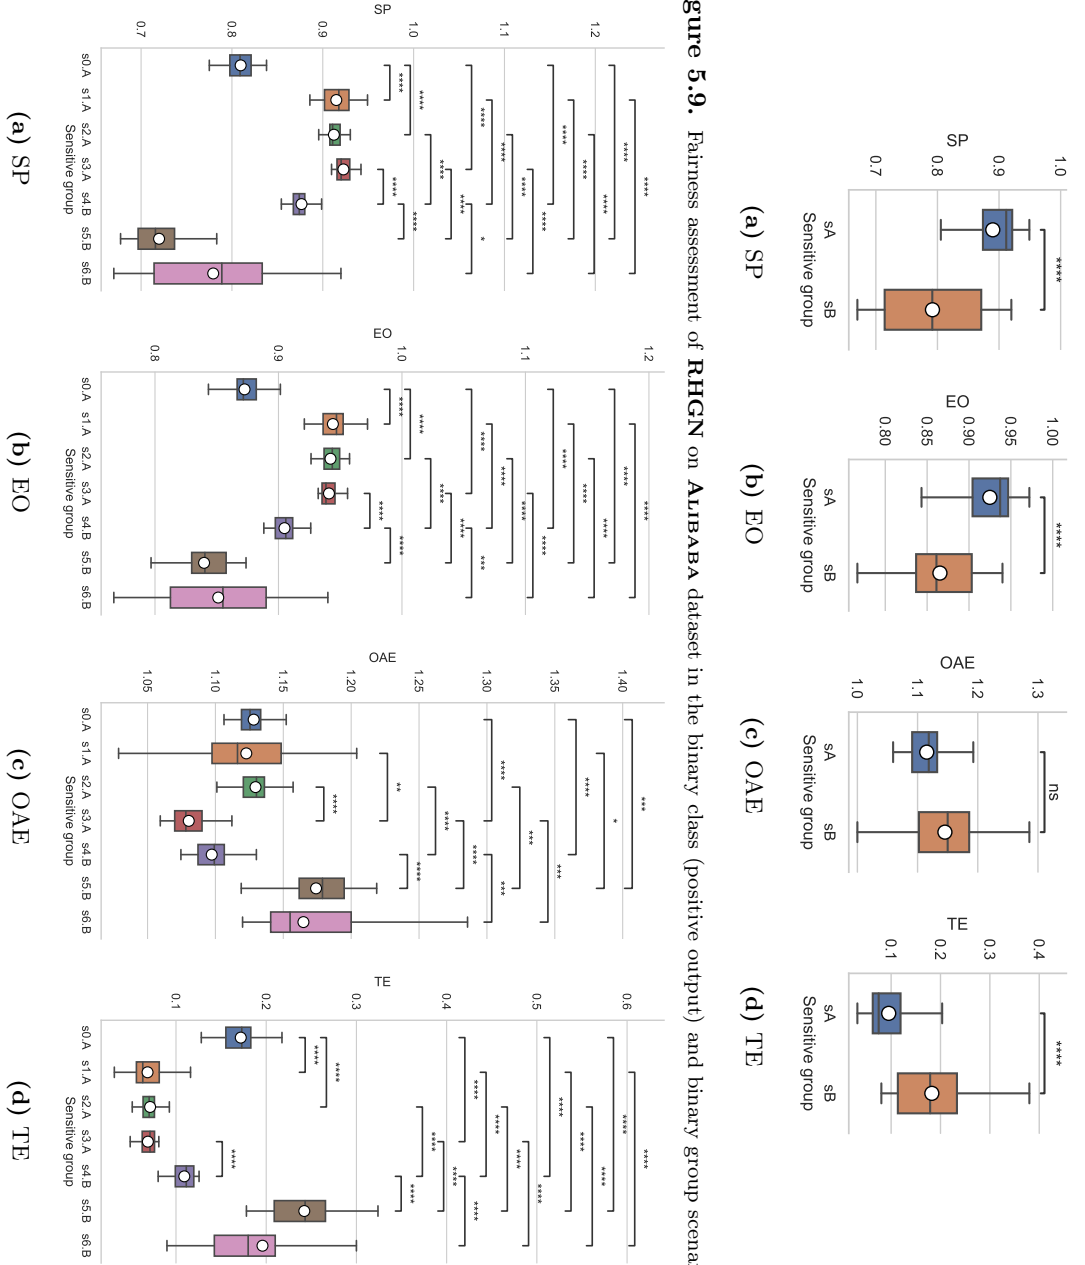 SP
1.0
0.9
0.8
0.7
****
sA sB
Sensitive group
(a) SP
EO
1.00
0.95
0.90
0.85
0.80
****
sA sB
Sensitive group
(b) EO
OAE
1.3
1.2
1.1
1.0
ns
sA sB
Sensitive group
(c) OAE
TE
0.4
0.3
0.2
0.1
****
sA sB
Sensitive group
(d) TE
gure 5.9. Fairness assessment of RHGN on ALIBABA dataset in the binary class (positive output) and binary group scena
SP
1.2
1.1
1.0
0.9
0.8
0.7
****
****
****
****
****
****
****
****
**** *
****
****
****
****
****
****
s0.A s1.A s2.A s3.A s4.B s5.B s6.B
Sensitive group
(a) SP
EO
1.2
1.1
1.0
0.9
0.8
****
****
****
****
****
****
****
****
**** ***
****
****
****
**** ****
****
s0.A s1.A s2.A s3.A s4.B s5.B s6.B
Sensitive group
(b) EO
OAE
1.40
1.35
1.30
1.25
1.20
1.15
1.10
1.05
***
*
****
***
***
**** ***
****
****
****
**
****
s0.A s1.A s2.A s3.A s4.B s5.B s6.B
Sensitive group
(c) OAE
TE
0.6
0.5
0.4
0.3
0.2
0.1
****
****
****
****
****
****
****
****
**** ****
****
****
****
****
****
****
s0.A s1.A s2.A s3.A s4.B s5.B s6.B
Sensitive group
(d) TE